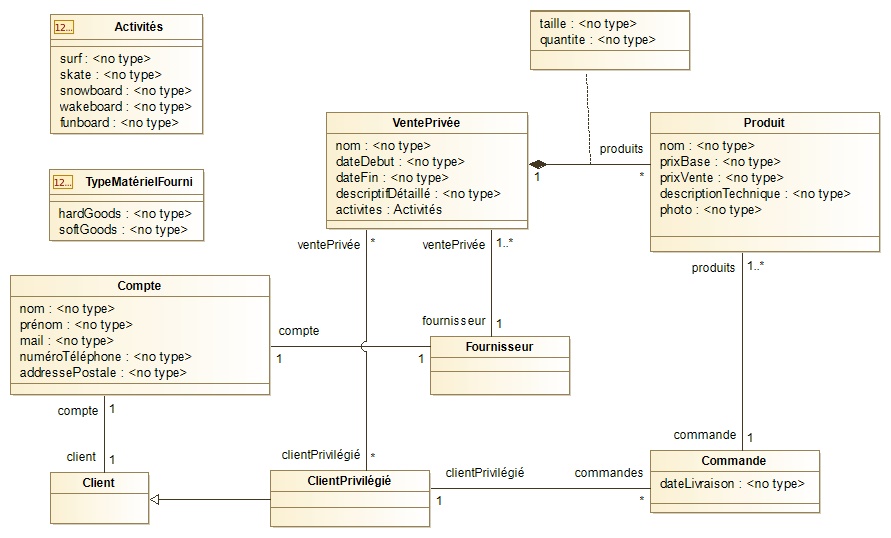 12... Activités
surf : <no type>
skate : <no type>
snowboard : <no type>
wakeboard : <no type>
funboard : <no type>
taille : <no type>
quantite : <no type>
VentePrivée
nom : <no type>
dateDebut : <no type>
dateFin : <no type>
descriptifDétaillé : <no type>
activites : Activités
produits
1
*
Produit
nom : <no type>
prixBase : <no type>
prixVente : <no type>
descriptionTechnique : <no type>
photo : <no type>
12... TypeMatérielFourni
hardGoods : <no type>
softGoods : <no type>
ventePrivée *
ventePrivée 1..*
produits 1..*
Compte
nom : <no type>
prénom : <no type>
mail : <no type>
numéroTéléphone : <no type>
addressePostale : <no type>
compte
1
1
fournisseur 1
Fournisseur
compte 1
client 1
clientPrivilégié *
commande 1
Client
ClientPrivilégié
clientPrivilégié
1
commandes
*
Commande
dateLivraison : <no type>